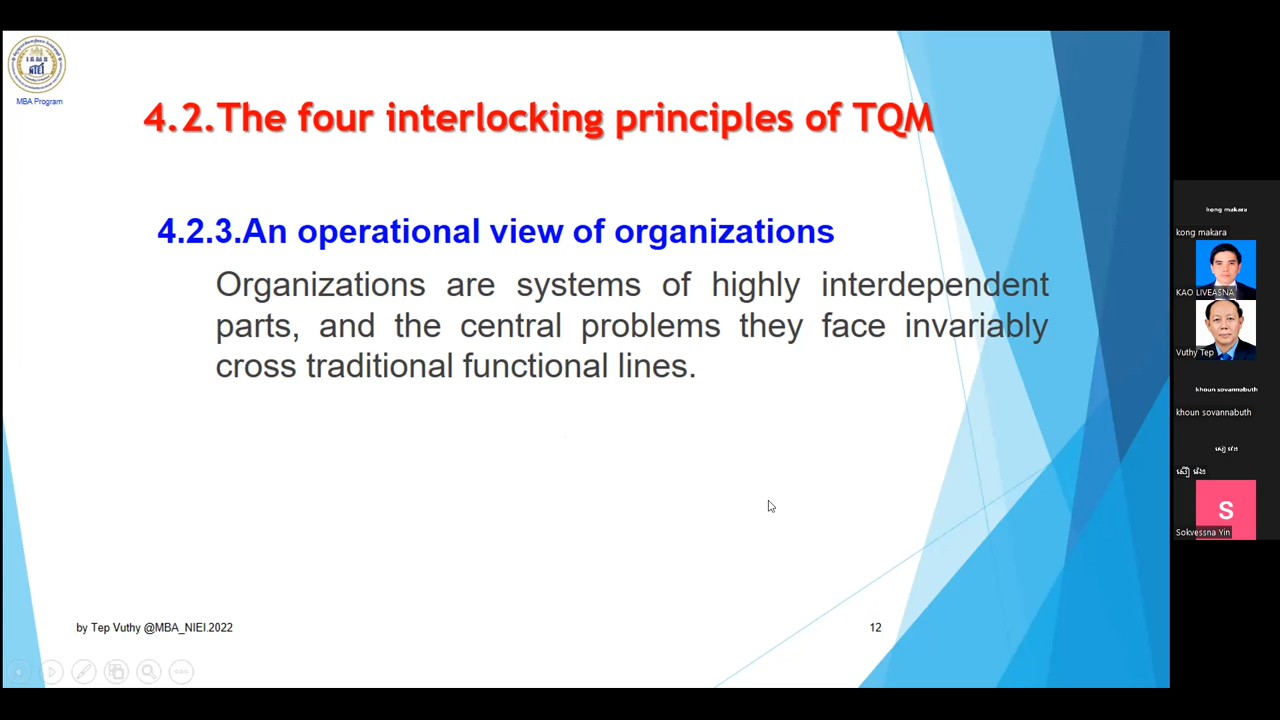 NIEI
MBA Program
4.2.The four interlocking principles of TQM
4.2.3.An operational view of organizations
Organizations are systems of highly interdependent
parts, and the central problems they face invariably
cross traditional functional lines.
by Tep Vuthy @MBA_NIEI.2022
12
kong makara
kong makara
KAO LIVEASNA
Vuthy Tep
khoun sovannabuth
khoun sovannabuth
S
Sokvessna Yin